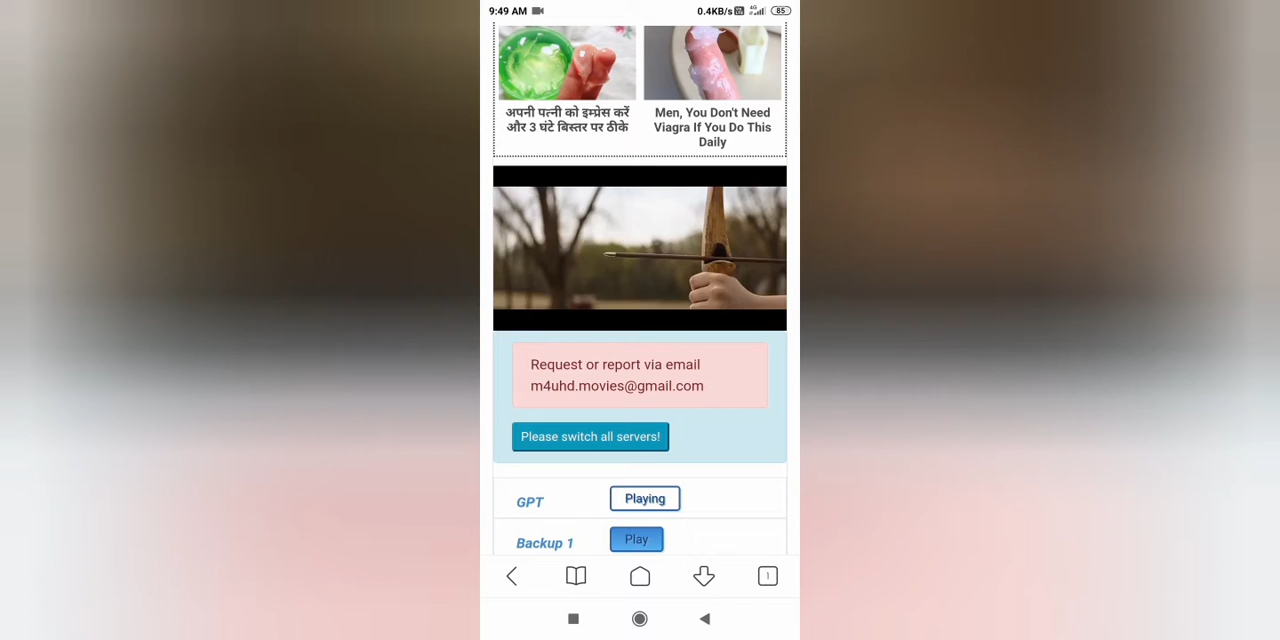 9:49 AM
0.4KB/s
4G
85
अपनी पत्नी को इम्प्रेस करें
और 3 घंटे बिस्तर पर ठीके
Men, You Don't Need
Viagra If You Do This
Daily
Request or report via email
m4uhd.movies@gmail.com
Please switch all servers!
GPT
Playing
Backup 1
Play
1